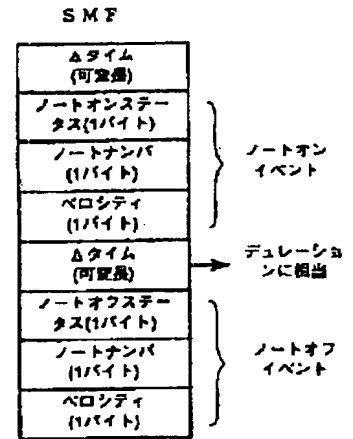 SMF
Δタイム
(可変長)
ノートオンステー
タス(1バイト)
ノートナンバ
(1バイト)
ベロシティ
(1バイト)
Δタイム
(可変長)
ノートオフステー
タス(1バイト)
ノートナンバ
(1バイト)
ベロシティ
(1バイト)
ノートオン
イベント
デュレーショ
ンに相当
ノートオフ
イベント